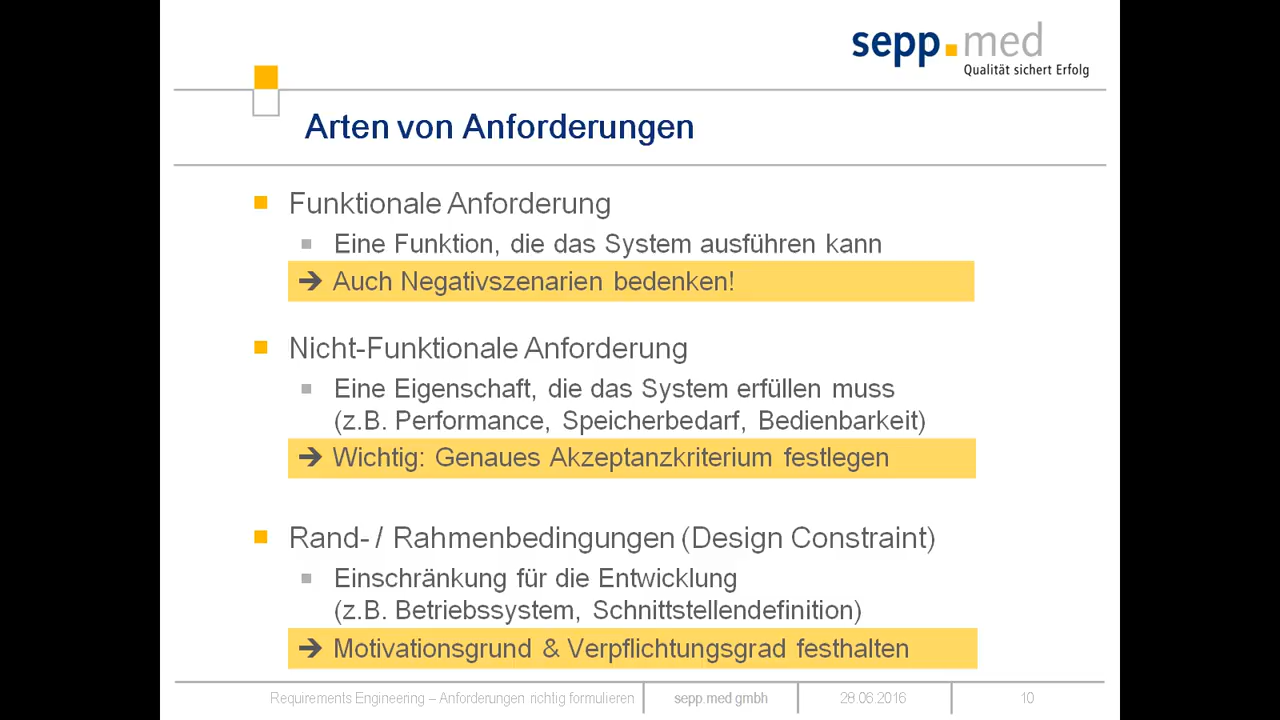 sepp.med
Qualität sichert Erfolg
Arten von Anforderungen
Funktionale Anforderung
Eine Funktion, die das System ausführen kann
➔ Auch Negativszenarien bedenken!
Nicht-Funktionale Anforderung
Eine Eigenschaft, die das System erfüllen muss
(z.B. Performance, Speicherbedarf, Bedienbarkeit)
➔ Wichtig: Genaues Akzeptanzkriterium festlegen
Rand- / Rahmenbedingungen (Design Constraint)
Einschränkung für die Entwicklung
(z.B. Betriebssystem, Schnittstellendefinition)
➔ Motivationsgrund & Verpflichtungsgrad festhalten
Requirements Engineering – Anforderungen richtig formulieren
sepp.med gmbh
28.06.2016
10